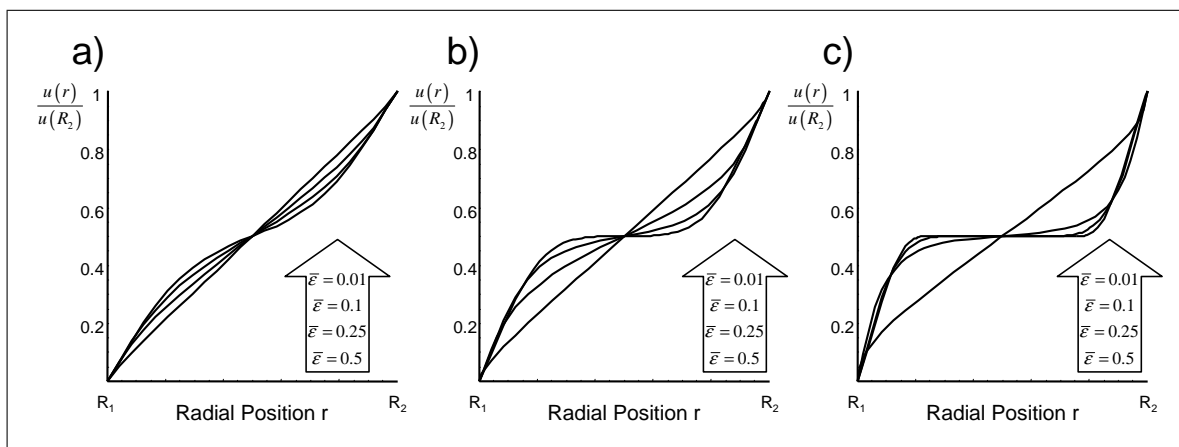 a)
u(r)
u(R₂)
1
0.8
0.6
0.4
0.2
ε̅=0.01
ε̅=0.1
ε̅=0.25
ε̅=0.5
R₁
Radial Position r
R₂
b)
u(r)
u(R₂)
1
0.8
0.6
0.4
0.2
ε̅=0.01
ε̅=0.1
ε̅=0.25
ε̅=0.5
R₁
Radial Position r
R₂
c)
u(r)
u(R₂)
1
0.8
0.6
0.4
0.2
ε̅=0.01
ε̅=0.1
ε̅=0.25
ε̅=0.5
R₁
Radial Position r
R₂